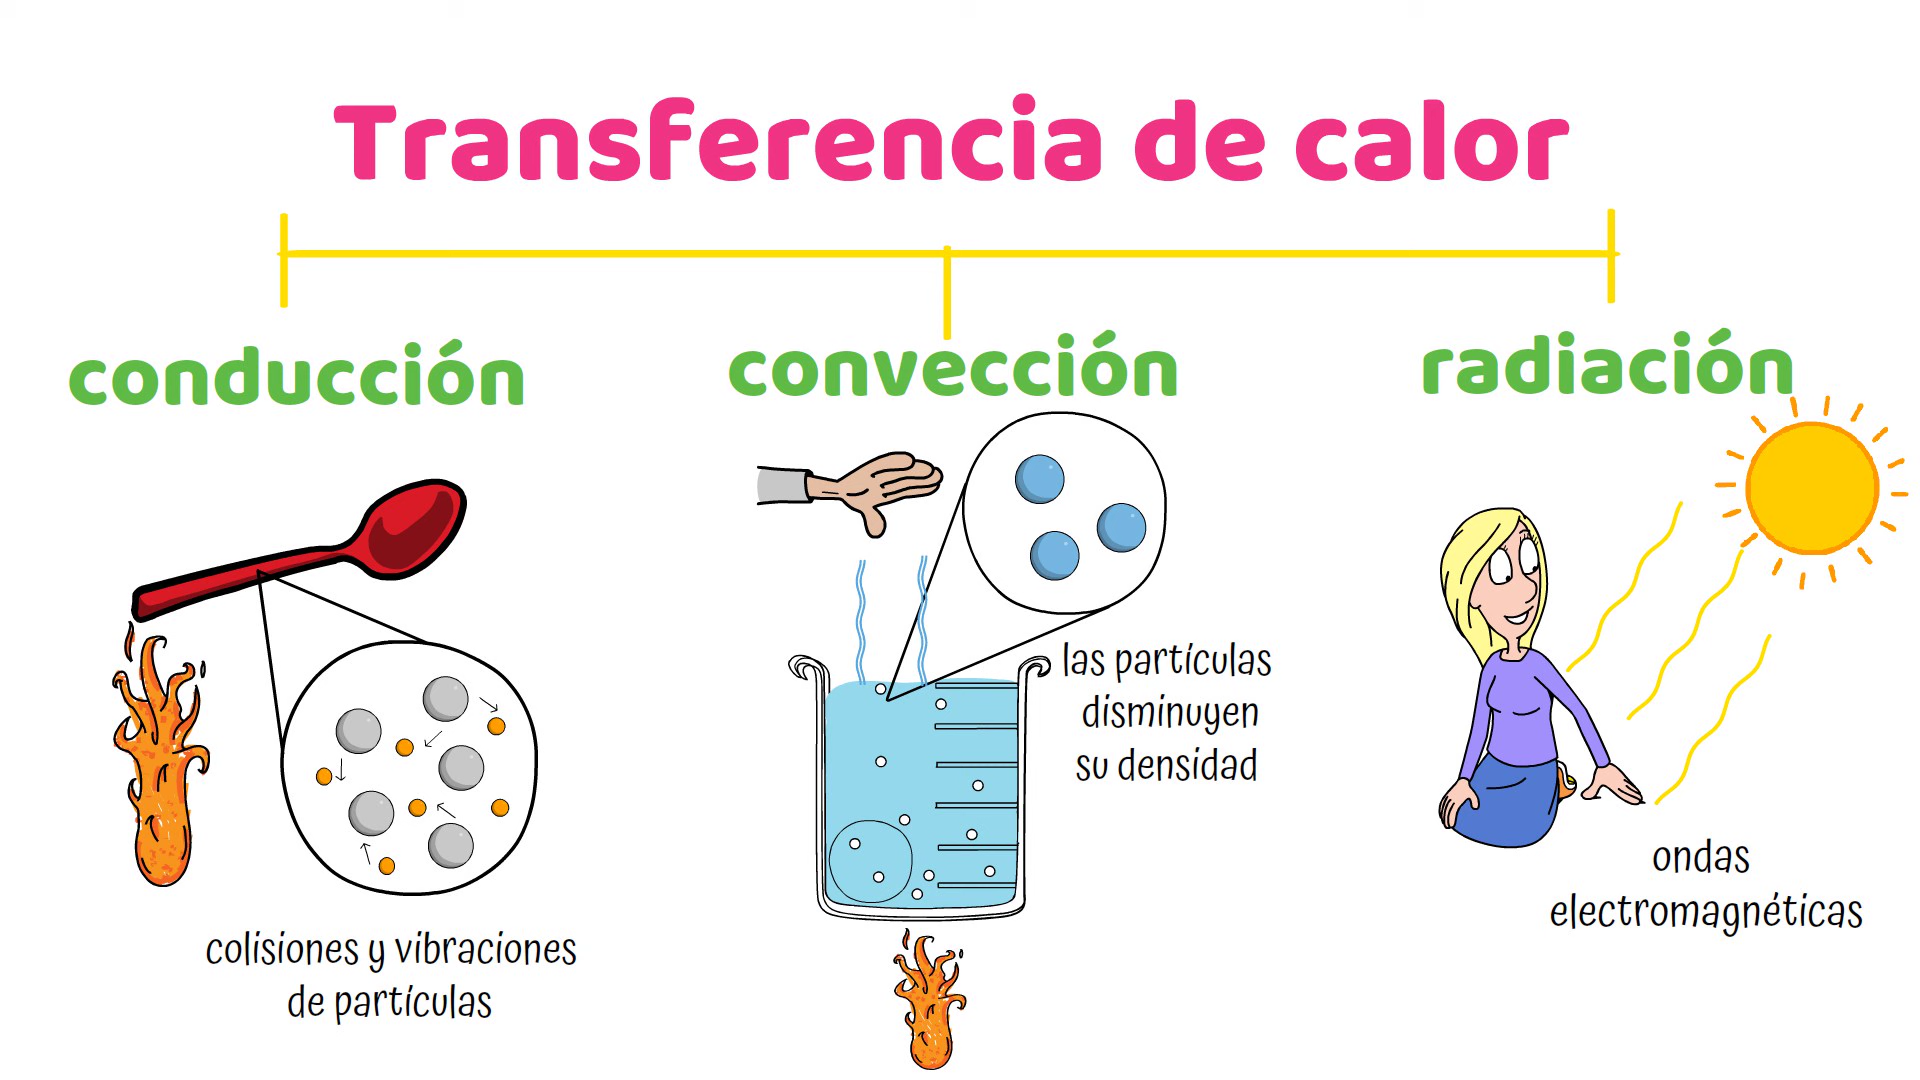 Transferencia de calor
conducción
convección
radiación
colisiones y vibraciones
de partículas
las partículas
disminuyen
su densidad
ondas
electromagnéticas